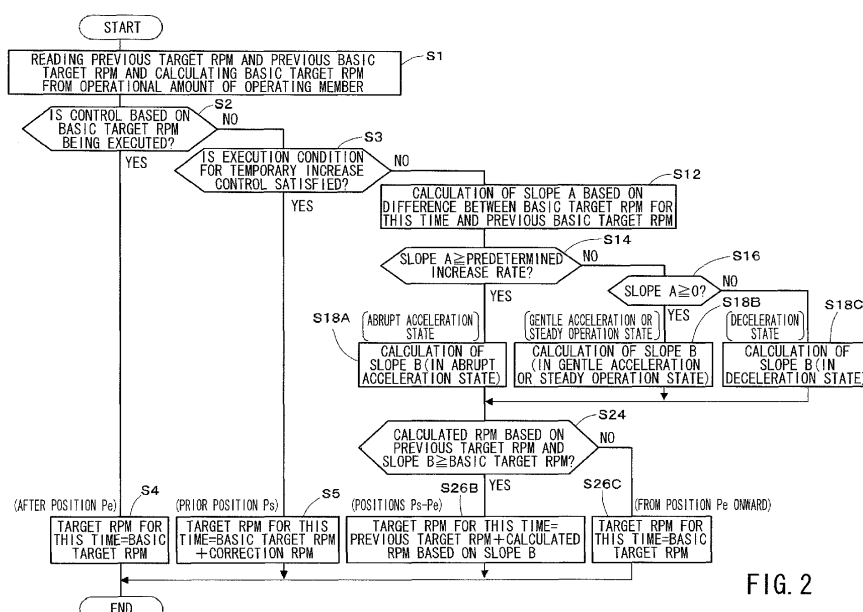 START
S1
READING PREVIOUS TARGET RPM AND PREVIOUS BASIC
TARGET RPM AND CALCULATING BASIC TARGET RPM
FROM OPERATIONAL AMOUNT OF OPERATING MEMBER
S2
IS CONTROL BASED ON
BASIC TARGET RPM
BEING EXECUTED?
NO
YES
S3
IS EXECUTION CONDITION
FOR TEMPORARY INCREASE
CONTROL SATISFIED?
NO
YES
S12
CALCULATION OF SLOPE A BASED ON
DIFFERENCE BETWEEN BASIC TARGET RPM FOR
THIS TIME AND PREVIOUS BASIC TARGET RPM
S14
SLOPE A≧PREDETERMINED
INCREASE RATE?
NO
YES
S16
SLOPE A≧0?
NO
YES
S18A
(ABRUPT ACCELERATION
STATE)
CALCULATION OF
SLOPE B(IN ABRUPT
ACCELERATION STATE)
S18B
(GENTLE ACCELERATION OR
STEADY OPERATION STATE)
CALCULATION OF SLOPE B
(IN GENTLE ACCELERATION
OR STEADY OPERATION STATE)
S18C
(DECELERATION
STATE)
CALCULATION OF
SLOPE B(IN
DECELERATION STATE)
S24
CALCULATED RPM BASED ON
PREVIOUS TARGET RPM AND
SLOPE B≧BASIC TARGET RPM?
NO
YES
(AFTER POSITION Pe)
S4
TARGET RPM FOR
THIS TIME=BASIC
TARGET RPM
(PRIOR POSITION Ps)
S5
TARGET RPM FOR THIS
TIME=BASIC TARGET RPM
+CORRECTION RPM
(POSITIONS Ps-Pe)
S26B
TARGET RPM FOR THIS TIME=
PREVIOUS TARGET RPM+CALCULATED
RPM BASED ON SLOPE B
S26C
(FROM POSITION Pe ONWARD)
TARGET RPM FOR
THIS TIME=BASIC
TARGET RPM
END
FIG. 2